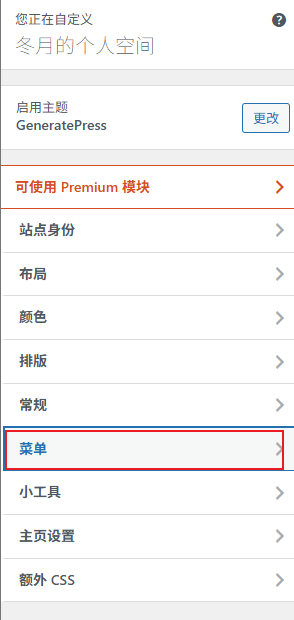 您正在自定义
冬月的个人空间
启用主题
GeneratePress
更改
可使用 Premium 模块
站点身份
布局
颜色
排版
常规
菜单
小工具
主页设置
额外 CSS